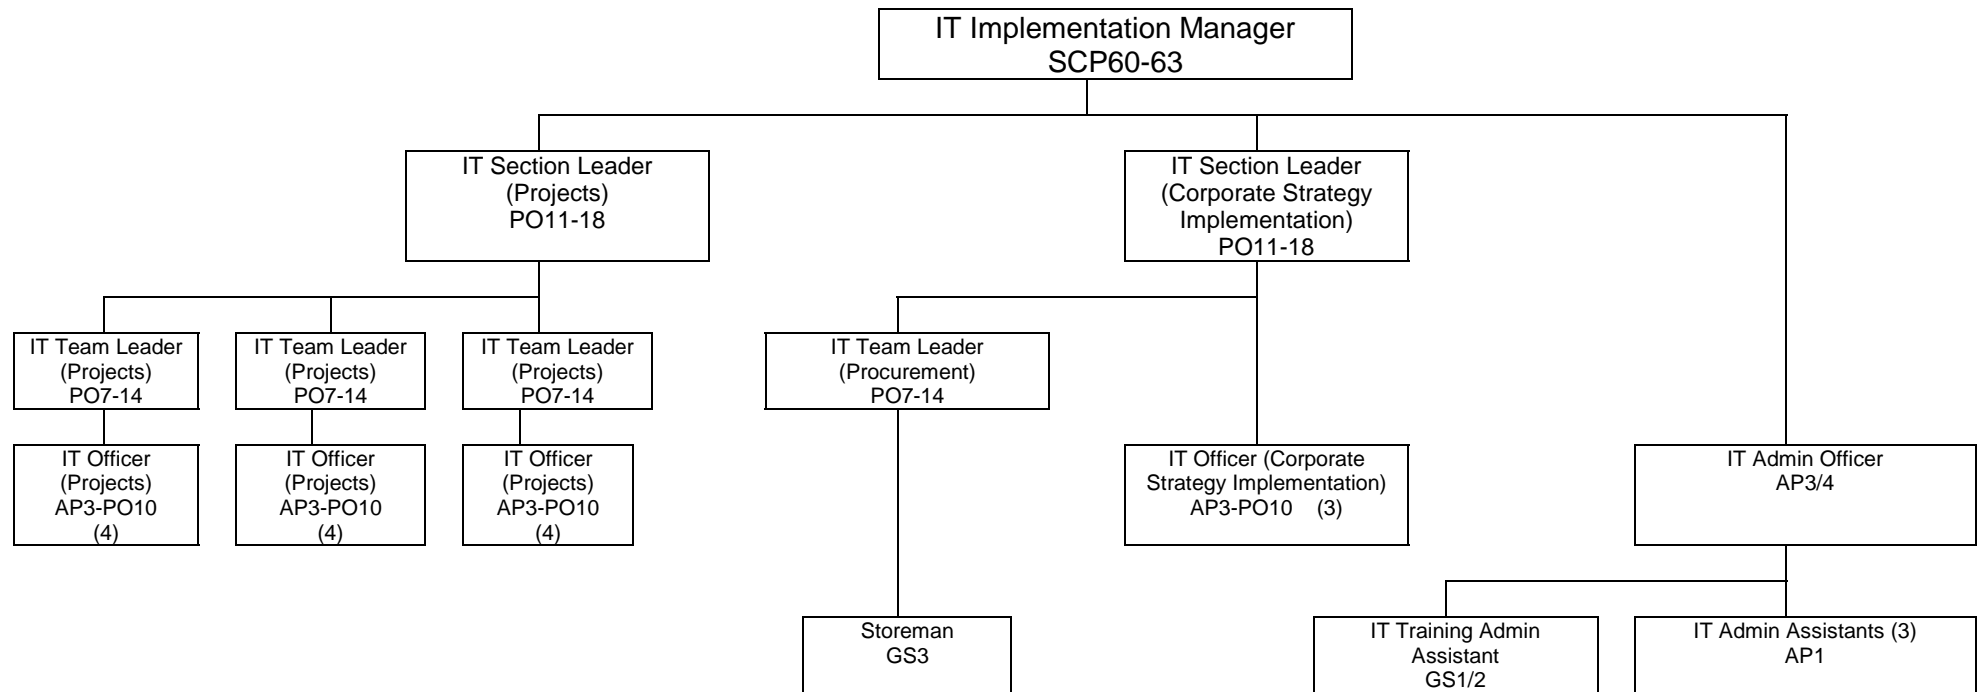 IT Implementation Manager
SCP60-63
IT Section Leader
(Projects)
PO11-18
IT Section Leader
(Corporate Strategy
Implementation)
PO11-18
IT Team Leader
(Projects)
PO7-14
IT Team Leader
(Projects)
PO7-14
IT Team Leader
(Projects)
PO7-14
IT Team Leader
(Procurement)
PO7-14
IT Officer
(Projects)
AP3-PO10
(4)
IT Officer
(Projects)
AP3-PO10
(4)
IT Officer
(Projects)
AP3-PO10
(4)
IT Officer (Corporate
Strategy Implementation)
AP3-PO10 (3)
IT Admin Officer
AP3/4
Storeman
GS3
IT Training Admin
Assistant
GS1/2
IT Admin Assistants (3)
AP1